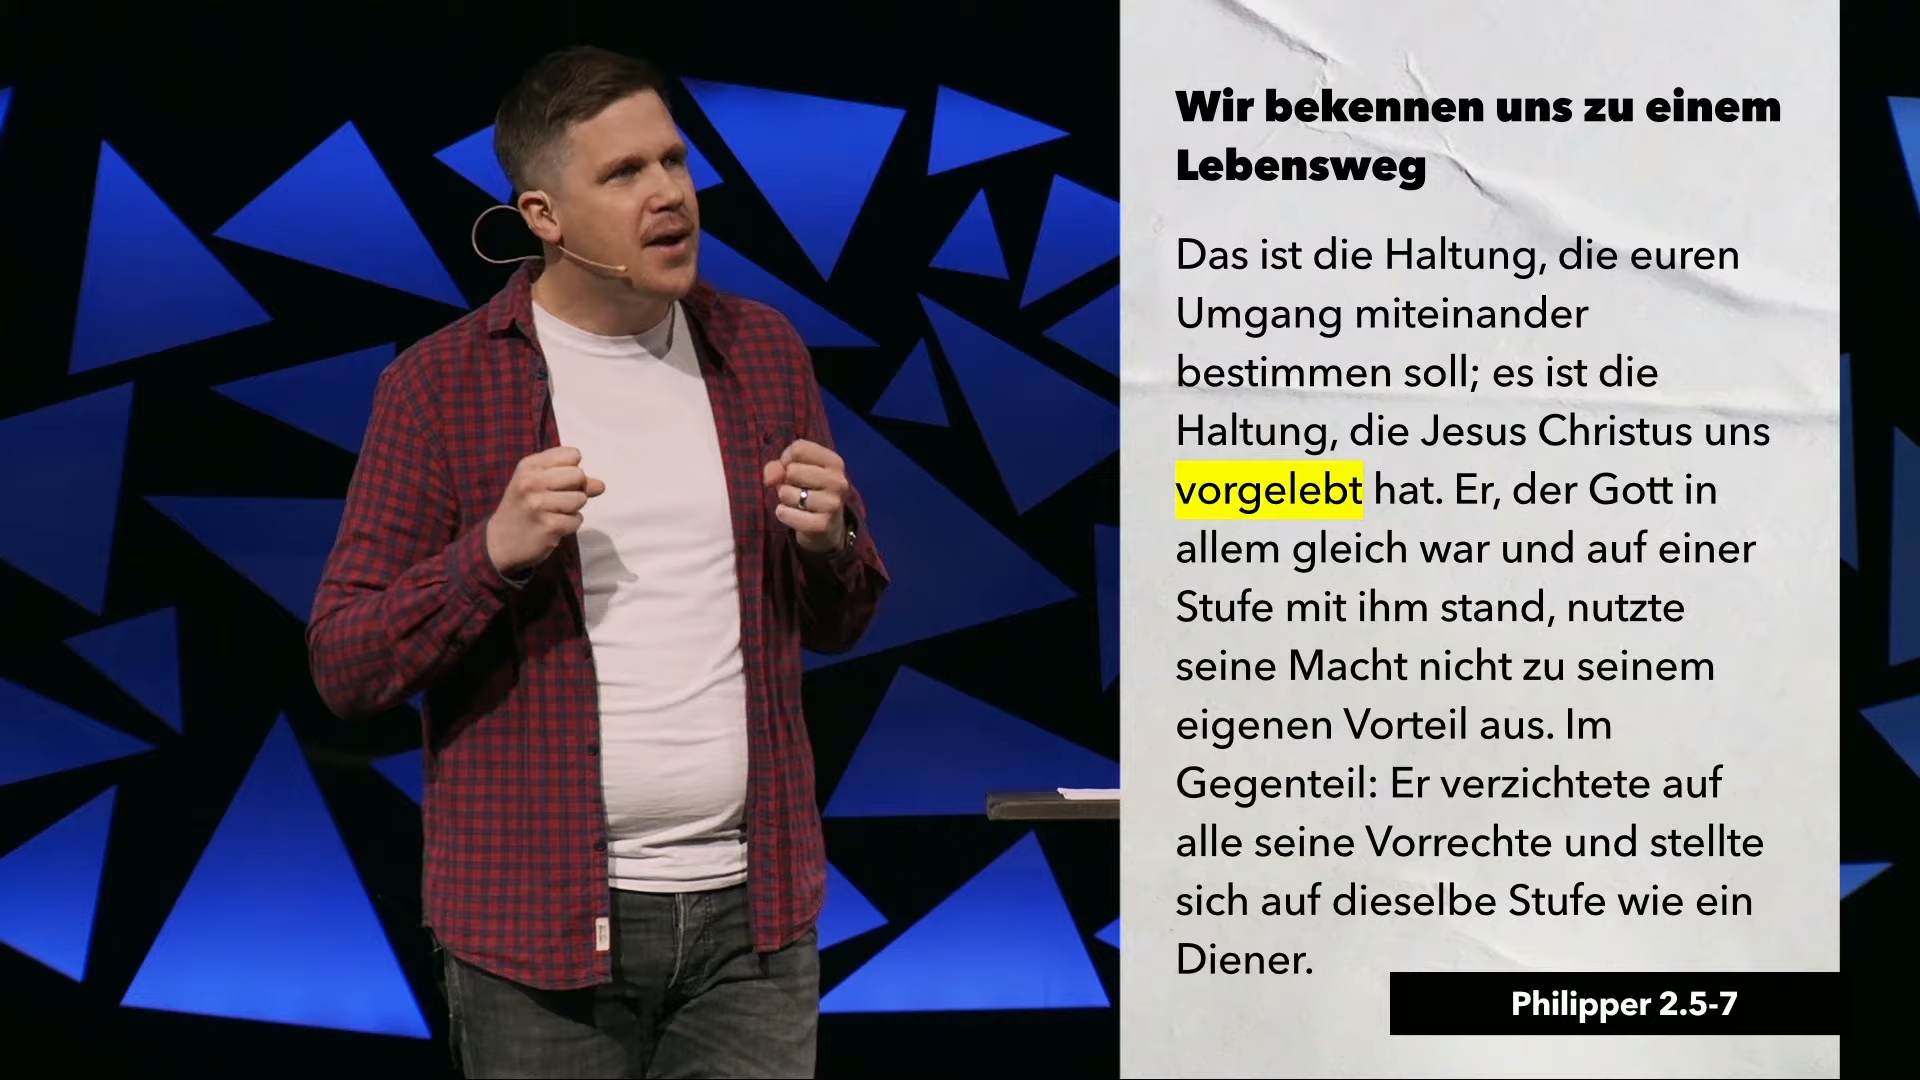 Wir bekennen uns zu einem
Lebensweg
Das ist die Haltung, die euren
Umgang miteinander
bestimmen soll; es ist die
Haltung, die Jesus Christus uns
vorgelebt hat. Er, der Gott in
allem gleich war und auf einer
Stufe mit ihm stand, nutzte
seine Macht nicht zu seinem
eigenen Vorteil aus. Im
Gegenteil: Er verzichtete auf
alle seine Vorrechte und stellte
sich auf dieselbe Stufe wie ein
Diener.
Philipper 2.5-7